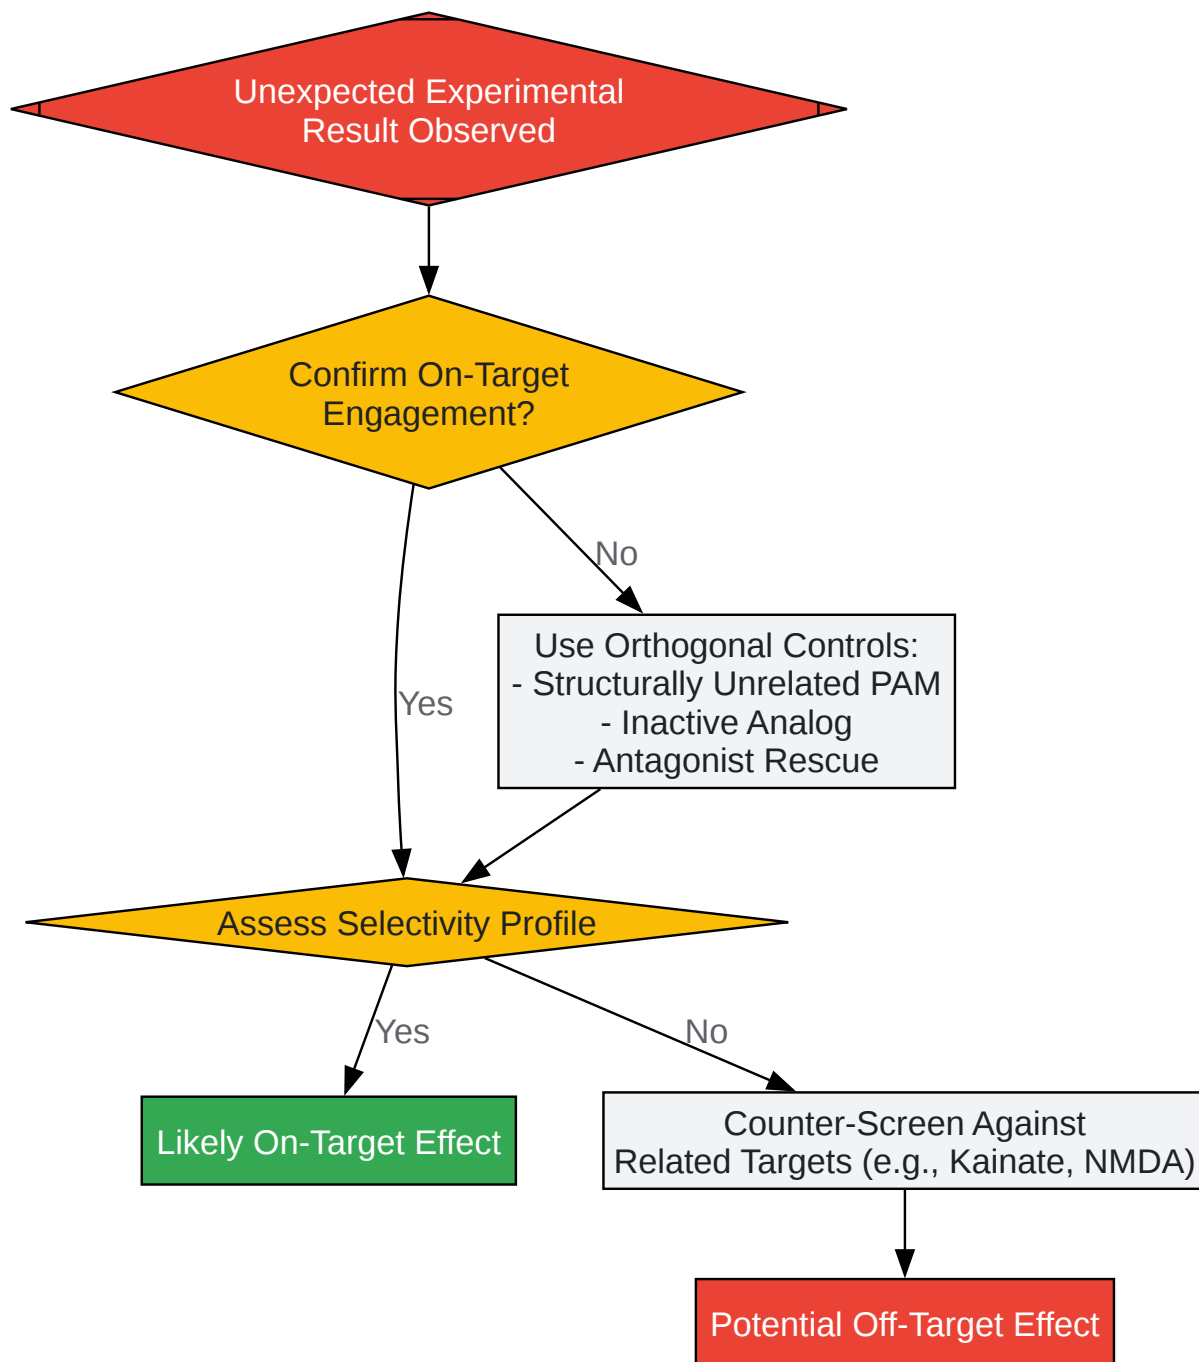 Unexpected Experimental
Result Observed
Confirm On-Target
Engagement?
No
Use Orthogonal Controls:
- Structurally Unrelated PAM
- Inactive Analog
- Antagonist Rescue
Yes
Assess Selectivity Profile
Yes
No
Likely On-Target Effect
Counter-Screen Against
Related Targets (e.g., Kainate, NMDA)
Potential Off-Target Effect